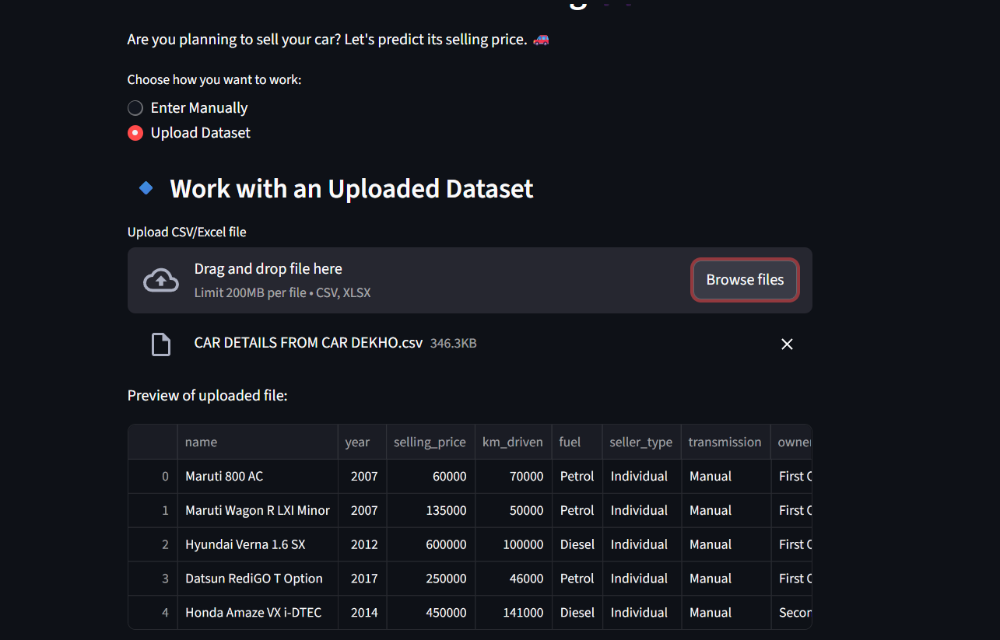 Are you planning to sell your car? Let's predict its selling price. 🚗
Choose how you want to work:
Enter Manually
Upload Dataset
Work with an Uploaded Dataset
Upload CSV/Excel file
Drag and drop file here
Limit 200MB per file • CSV, XLSX
Browse files
CAR DETAILS FROM CAR DEKHO.csv 346.3KB
Preview of uploaded file:
name year selling_price km_driven fuel seller_type transmission owner
0 Maruti 800 AC 2007 60000 70000 Petrol Individual Manual First
1 Maruti Wagon R LXI Minor 2007 135000 50000 Petrol Individual Manual First
2 Hyundai Verna 1.6 SX 2012 600000 100000 Diesel Individual Manual First
3 Datsun RediGO T Option 2017 250000 46000 Petrol Individual Manual First
4 Honda Amaze VX i-DTEC 2014 450000 141000 Diesel Individual Manual Secon